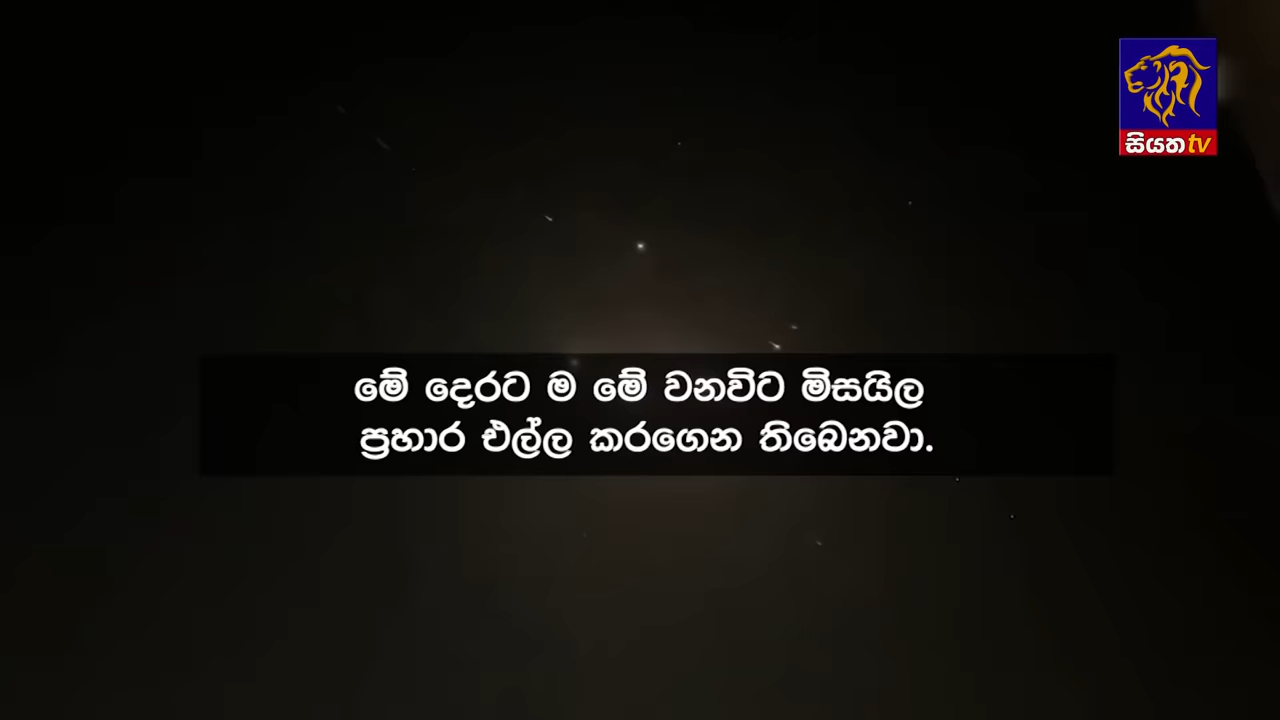 සියත tv
මේ දෙරට ම මේ වනවිට මිසයිල
ප්‍රහාර එල්ල කරගෙන තිබෙනවා.